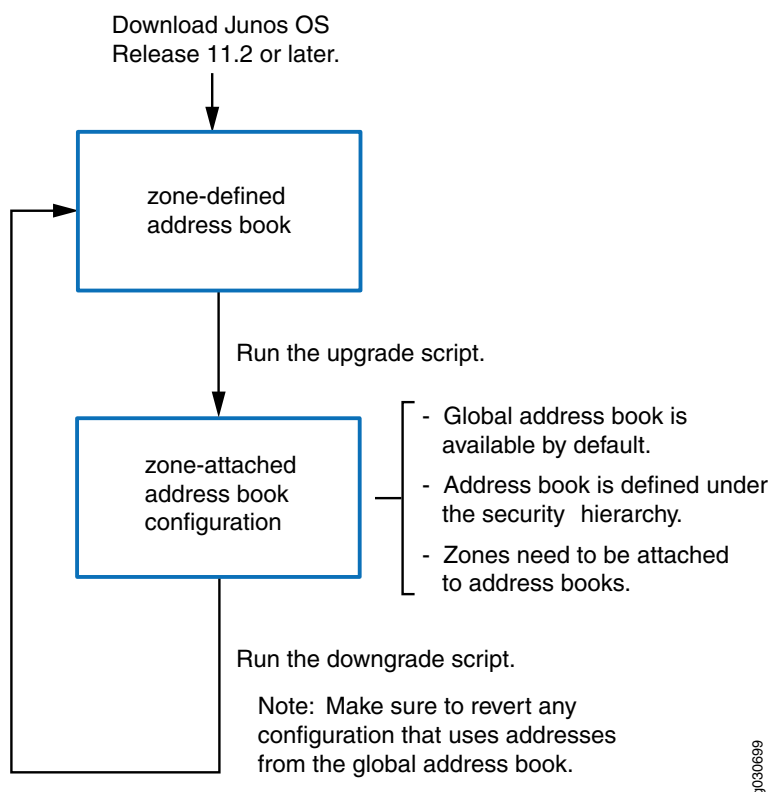 Download Junos OS
Release 11.2 or later.
zone-defined
address book
Run the upgrade script.
zone-attached
address book
configuration
- Global address book is
available by default.
- Address book is defined under
the security hierarchy.
- Zones need to be attached
to address books.
Run the downgrade script.
Note: Make sure to revert any
configuration that uses addresses
from the global address book.
g030699